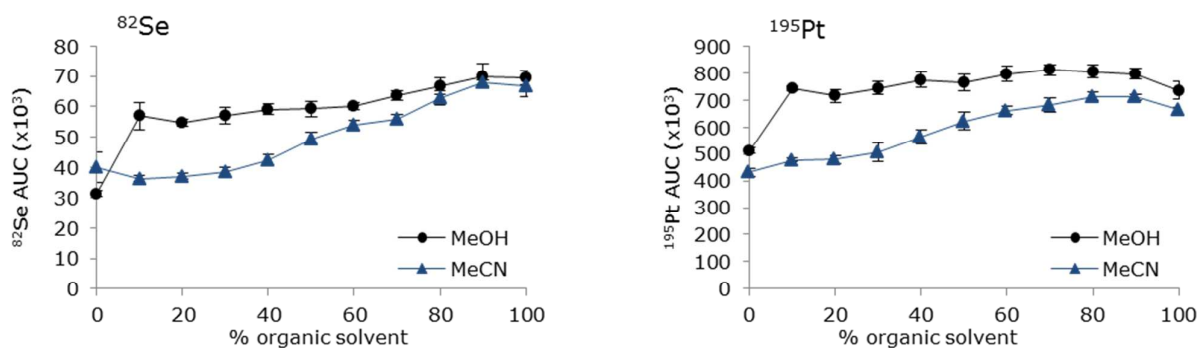 ⁸²Se
⁸²Se AUC (x10³)
80
70
60
50
40
30
20
10
0
MeOH
MeCN
0 20 40 60 80 100
% organic solvent
¹⁹⁵Pt
¹⁹⁵Pt AUC (x10³)
900
800
700
600
500
400
300
200
100
0
MeOH
MeCN
0 20 40 60 80 100
% organic solvent